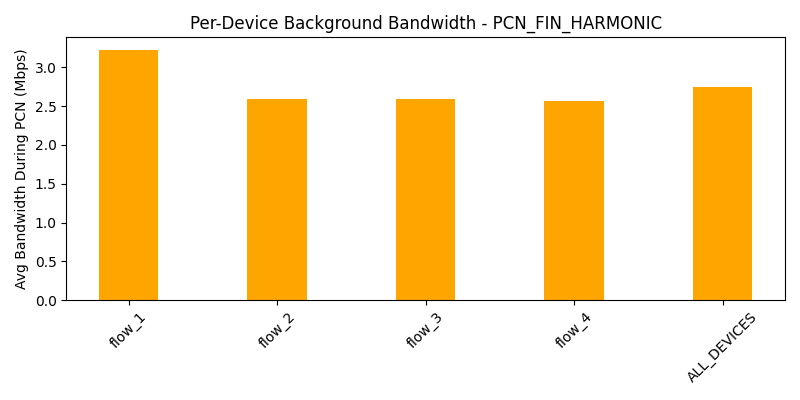 Per-Device Background Bandwidth - PCN_FIN_HARMONIC
Avg Bandwidth During PCN (Mbps)
3.0
2.5
2.0
1.5
1.0
0.5
0.0
flow_1
flow_2
flow_3
flow_4
ALL_DEVICES